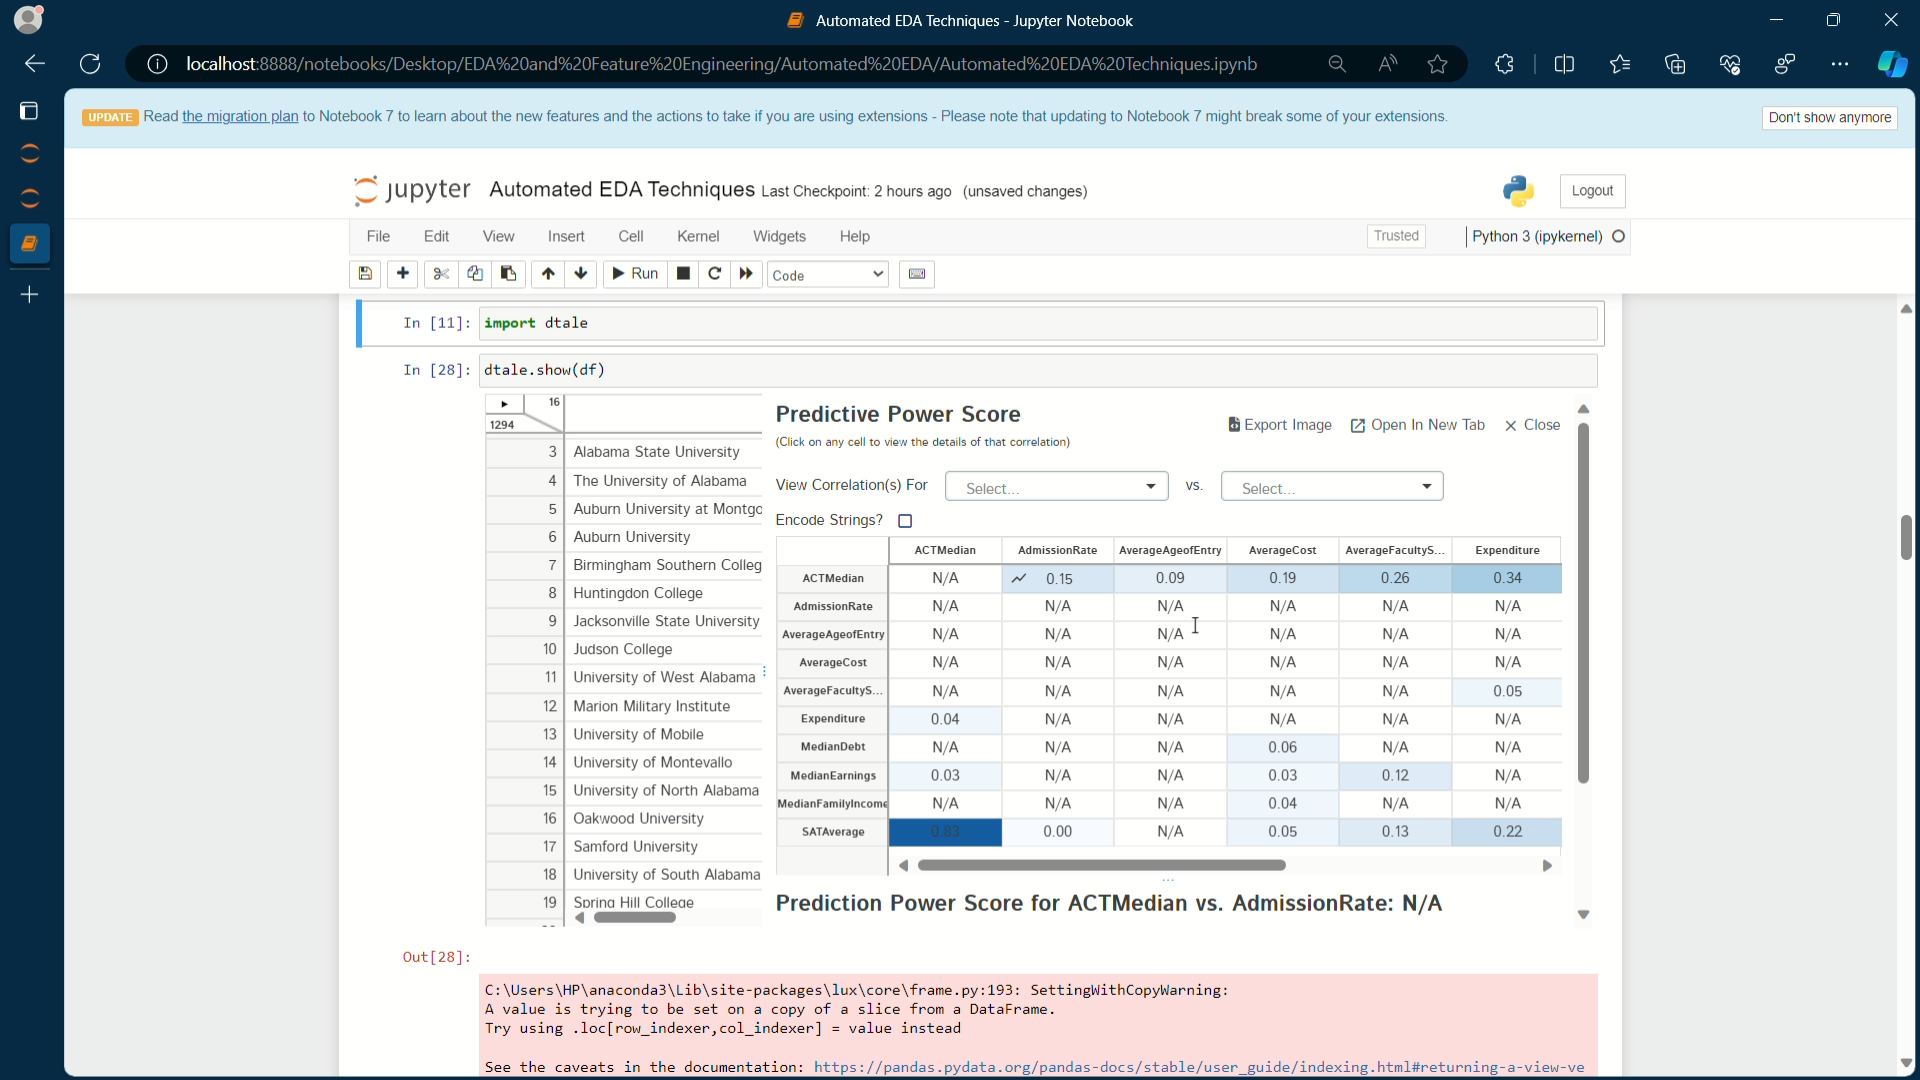 Automated EDA Techniques - Jupyter Notebook
localhost:8888/notebooks/Desktop/EDA%20and%20Feature%20Engineering/Automated%20EDA/Automated%20EDA%20Techniques.ipynb
UPDATE Read the migration plan to Notebook 7 to learn about the new features and the actions to take if you are using extensions - Please note that updating to Notebook 7 might break some of your extensions. Don't show anymore
jupyter Automated EDA Techniques Last Checkpoint: 2 hours ago (unsaved changes) Logout
File Edit View Insert Cell Kernel Widgets Help Trusted Python 3 (ipykernel)
Run Code
In [11]: import dtale
In [28]: dtale.show(df)
16
1294
3 Alabama State University
4 The University of Alabama
5 Auburn University at Montgo
6 Auburn University
7 Birmingham Southern Colleg
8 Huntingdon College
9 Jacksonville State University
10 Judson College
11 University of West Alabama
12 Marion Military Institute
13 University of Mobile
14 University of Montevallo
15 University of North Alabama
16 Oakwood University
17 Samford University
18 University of South Alabama
19 Spring Hill College
Predictive Power Score
(Click on any cell to view the details of that correlation)
Export Image Open In New Tab Close
View Correlation(s) For Select... vs. Select...
Encode Strings?
ACTMedian AdmissionRate AverageAgeofEntry AverageCost AverageFacultyS... Expenditure
ACTMedian N/A 0.15 0.09 0.19 0.26 0.34
AdmissionRate N/A N/A N/A N/A N/A N/A
AverageAgeofEntry N/A N/A N/A N/A N/A N/A
AverageCost N/A N/A N/A N/A N/A N/A
AverageFacultyS... N/A N/A N/A N/A N/A 0.05
Expenditure 0.04 N/A N/A N/A N/A N/A
MedianDebt N/A N/A N/A 0.06 N/A N/A
MedianEarnings 0.03 N/A N/A 0.03 0.12 N/A
MedianFamilyIncome N/A N/A N/A 0.04 N/A N/A
SATAverage 0.83 0.00 N/A 0.05 0.13 0.22
Prediction Power Score for ACTMedian vs. AdmissionRate: N/A
Out[28]:
C:\Users\HP\anaconda3\Lib\site-packages\lux\core\frame.py:193: SettingWithCopyWarning:
A value is trying to be set on a copy of a slice from a DataFrame.
Try using .loc[row_indexer,col_indexer] = value instead
See the caveats in the documentation: https://pandas.pydata.org/pandas-docs/stable/user_guide/indexing.html#returning-a-view-ve